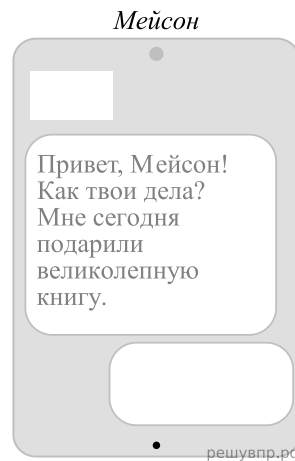 Мейсон
Привет, Мейсон!
Как твои дела?
Мне сегодня
подарили
великолепную
книгу.
решувпр.рф